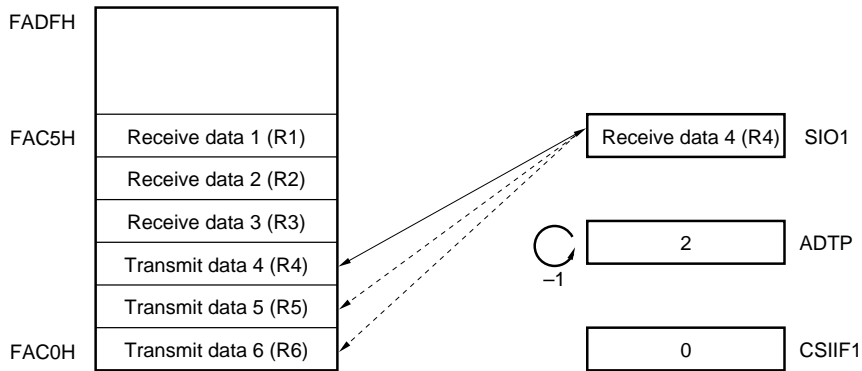 FADFH
FAC5H
Receive data 1 (R1)
Receive data 4 (R4)
SIO1
Receive data 2 (R2)
Receive data 3 (R3)
2
ADTP
Transmit data 4 (R4)
–1
Transmit data 5 (R5)
FAC0H
Transmit data 6 (R6)
0
CSIIF1